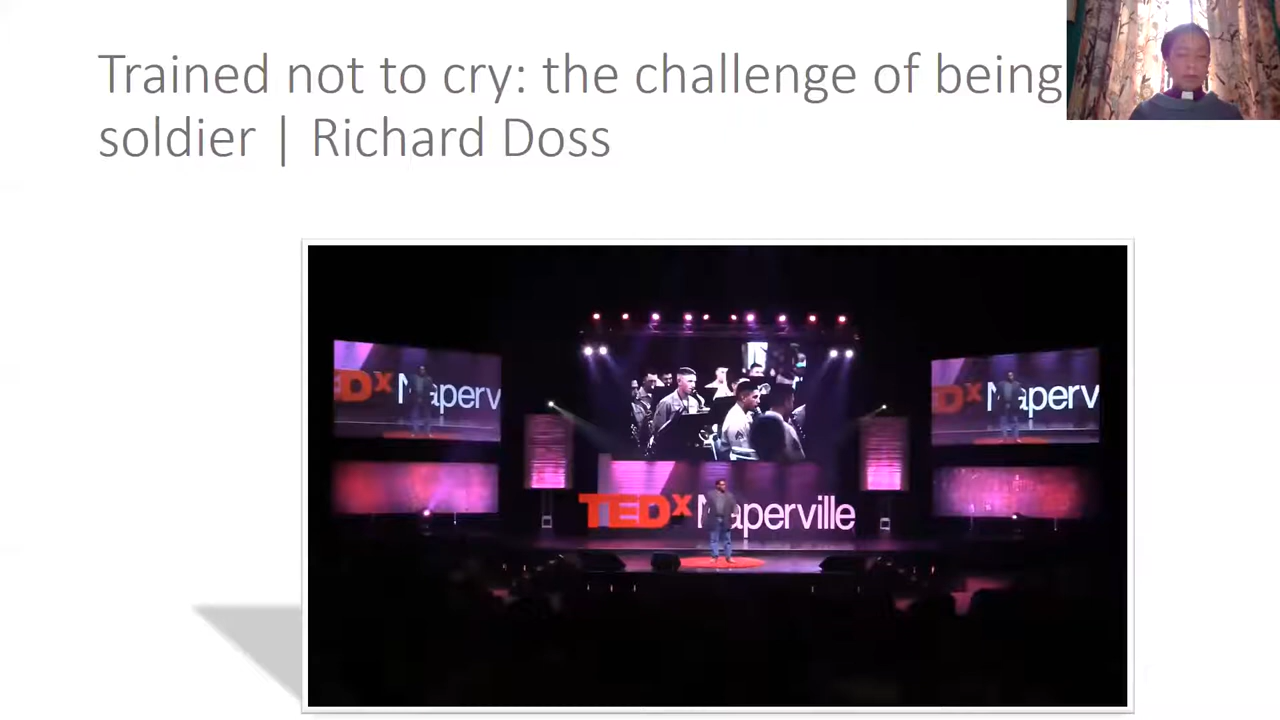 Trained not to cry: the challenge of being
soldier | Richard Doss
TEDx Naperville